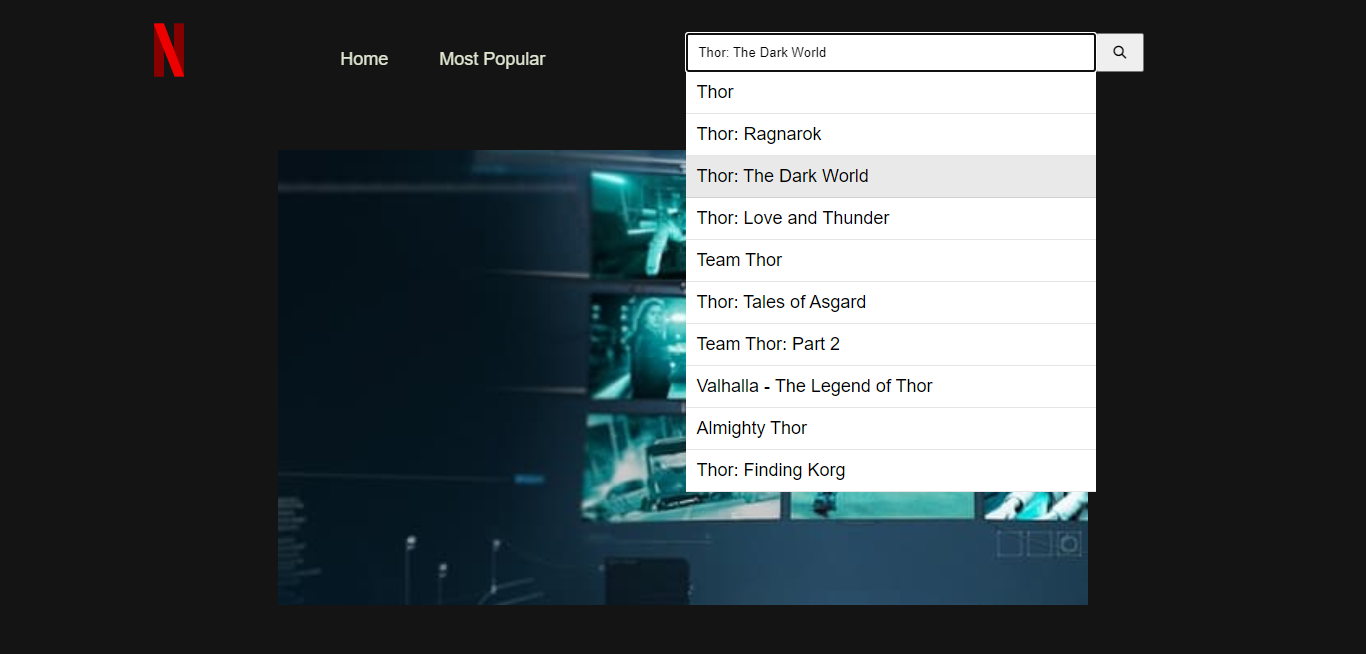 N
Home
Most Popular
Thor: The Dark World
Thor
Thor: Ragnarok
Thor: The Dark World
Thor: Love and Thunder
Team Thor
Thor: Tales of Asgard
Team Thor: Part 2
Valhalla - The Legend of Thor
Almighty Thor
Thor: Finding Korg